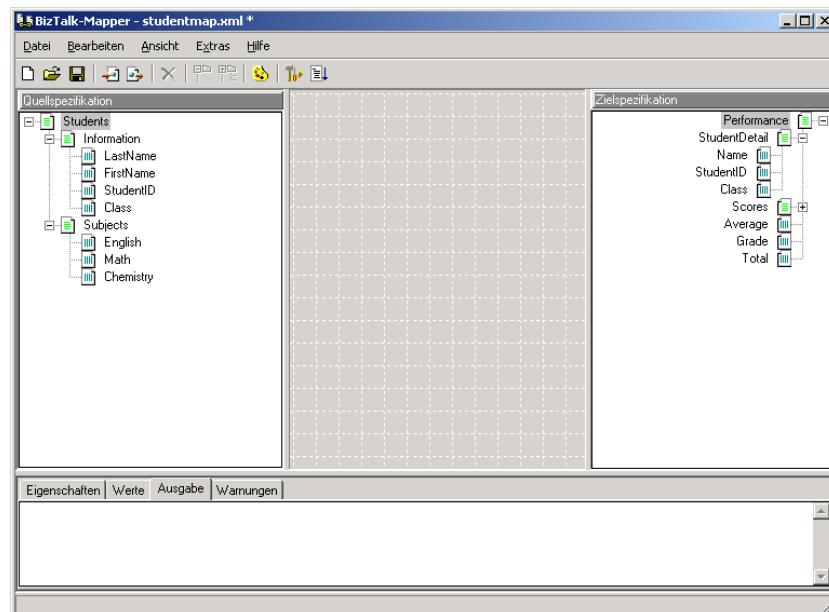 BizTalk-Mapper - studentmap.xml *
Datei Bearbeiten Ansicht Extras Hilfe
Quellspezifikation
Students
Information
LastName
FirstName
StudentID
Class
Subjects
English
Math
Chemistry
Zielspezifikation
Performance
StudentDetail
Name
StudentID
Class
Scores
Average
Grade
Total
Eigenschaften Werte Ausgabe Warnungen